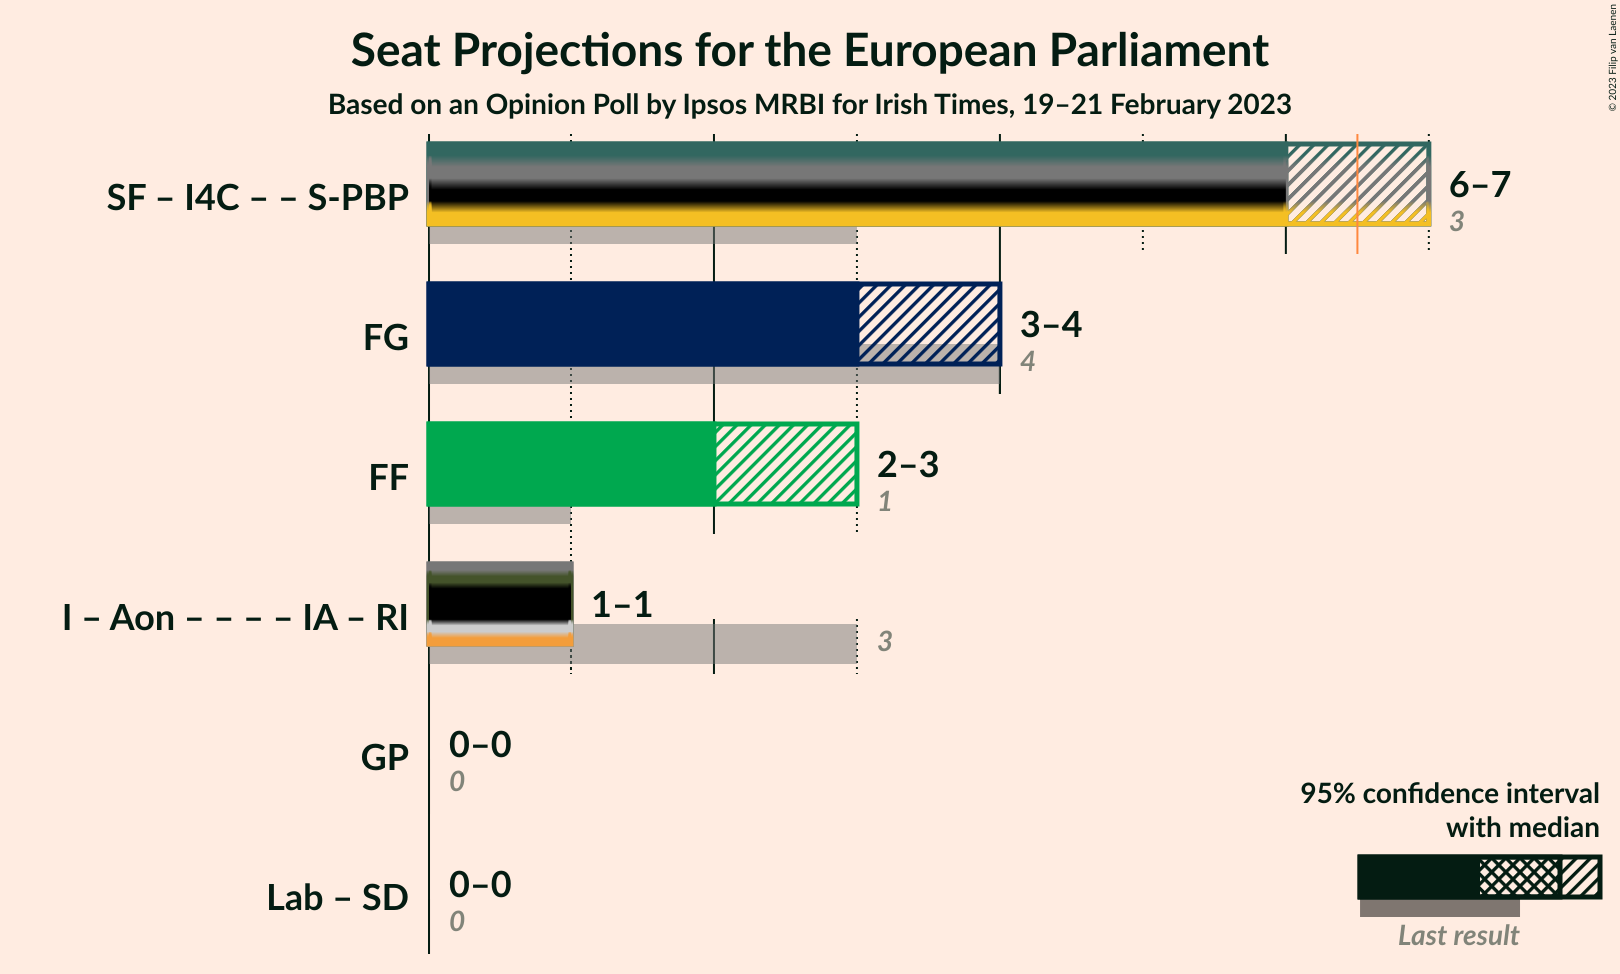 Seat Projections for the European Parliament
Based on an Opinion Poll by Ipsos MRBI for Irish Times, 19–21 February 2023
© 2023 Filip van Laenen
SF – I4C – – S-PBP
6–7
3
FG
3–4
4
FF
2–3
1
I – Aon – – – – IA – RI
1–1
3
GP
0–0
0
Lab – SD
0–0
0
95% confidence interval
with median
Last result